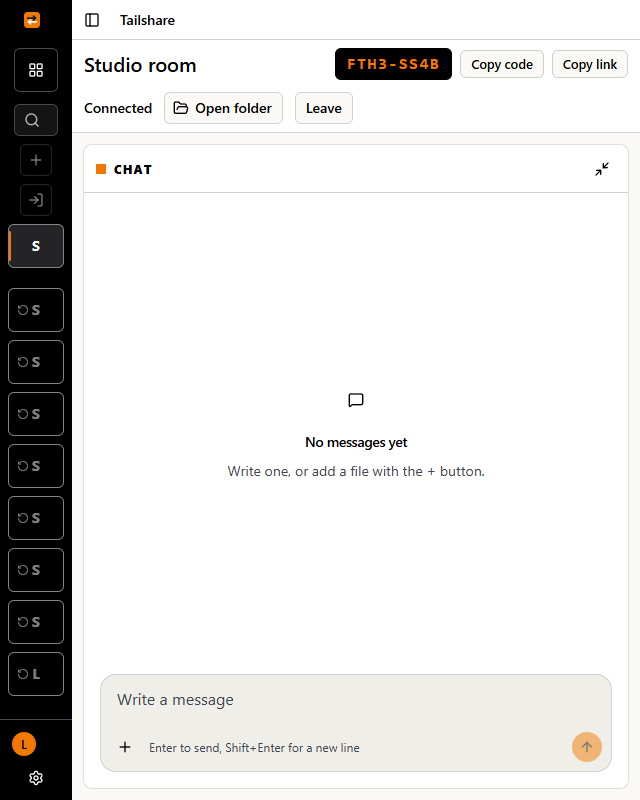 Tailshare
Studio room
FTH3-SS4B
Copy code
Copy link
Connected
Open folder
Leave
S
S
S
S
S
S
S
S
L
L
CHAT
No messages yet
Write one, or add a file with the + button.
Write a message
Enter to send, Shift+Enter for a new line